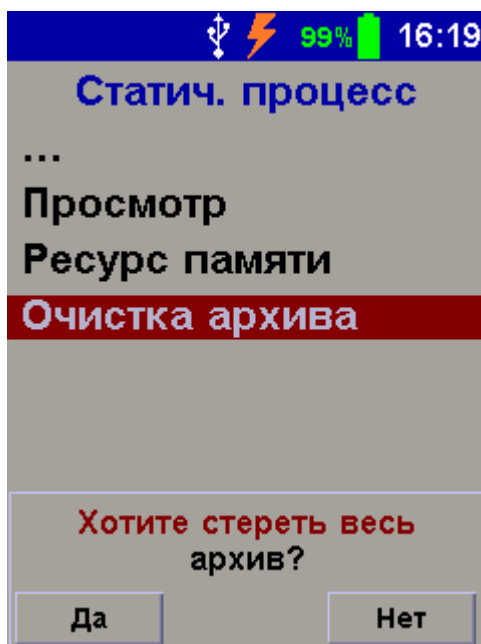 99% 16:19
Статич. процесс
...
Просмотр
Ресурс памяти
Очистка архива
Хотите стереть весь
архив?
Да Нет